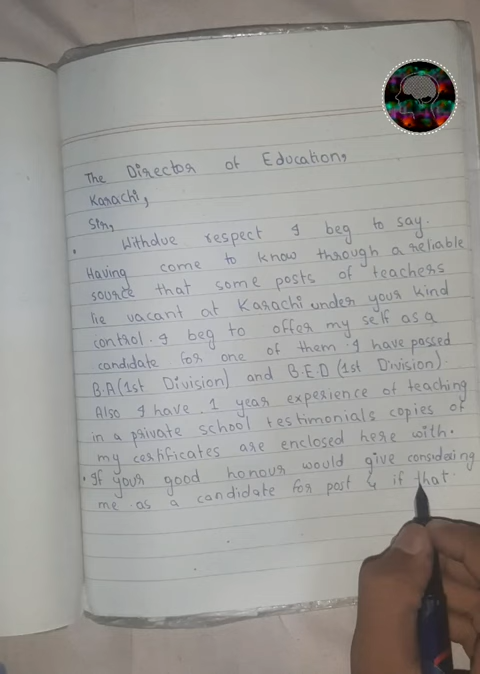 The Director of Education,
Karachi,
Sir,
Withdue respect I beg to say.
Having come to know through a reliable
source that some posts of teachers
lie vacant at Karachi under your kind
control. I beg to offer my self as a
candidate for one of them. I have passed
B.A (1st Division) and B.E.D (1st Division).
Also I have 1 year experience of teaching
in a private school testimonials copies of
my certificates are enclosed here with.
• If your good honour would give considering
me as a candidate for post & if that